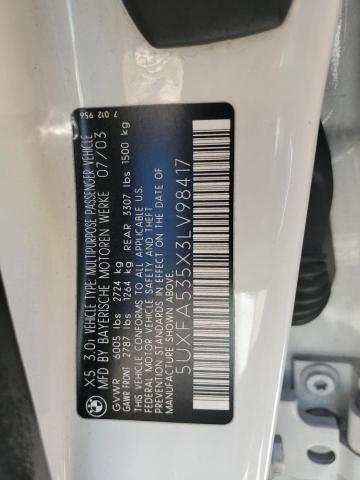 X5 3.0i VEHICLE TYPE MULTIPURPOSE PASSENGER VEHICLE
MFD BY BAYERISCHE MOTOREN WERKE 07/03
GVWR 6005 lbs 2724 kg
GAWR FRONT 2787 lbs 1264 kg REAR 3307 lbs 1500 kg
THIS VEHICLE CONFORMS TO ALL APPLICABLE U.S.
FEDERAL MOTOR VEHICLE SAFETY AND THEFT
PREVENTION STANDARDS IN EFFECT ON THE DATE OF
MANUFACTURE SHOWN ABOVE
5UXFA535X3LV98417
7 012 956